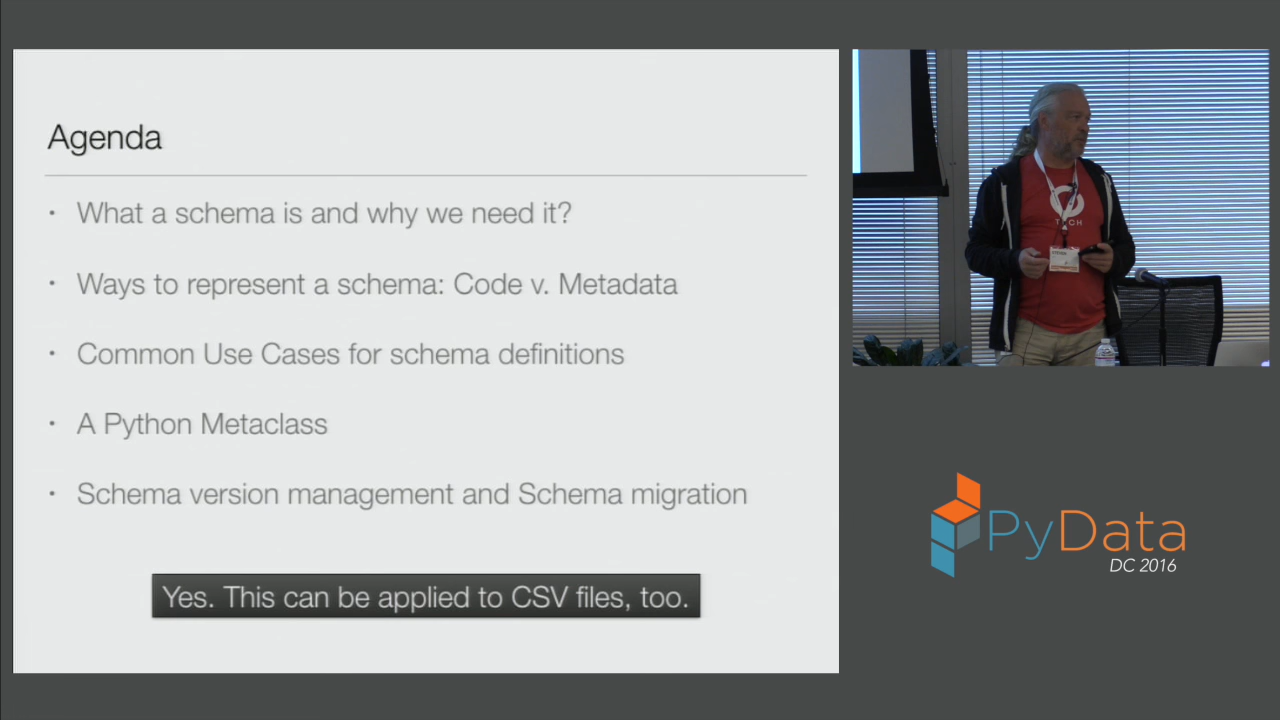 Agenda
• What a schema is and why we need it?
• Ways to represent a schema: Code v. Metadata
• Common Use Cases for schema definitions
• A Python Metaclass
• Schema version management and Schema migration
Yes. This can be applied to CSV files, too.
PyData
DC 2016